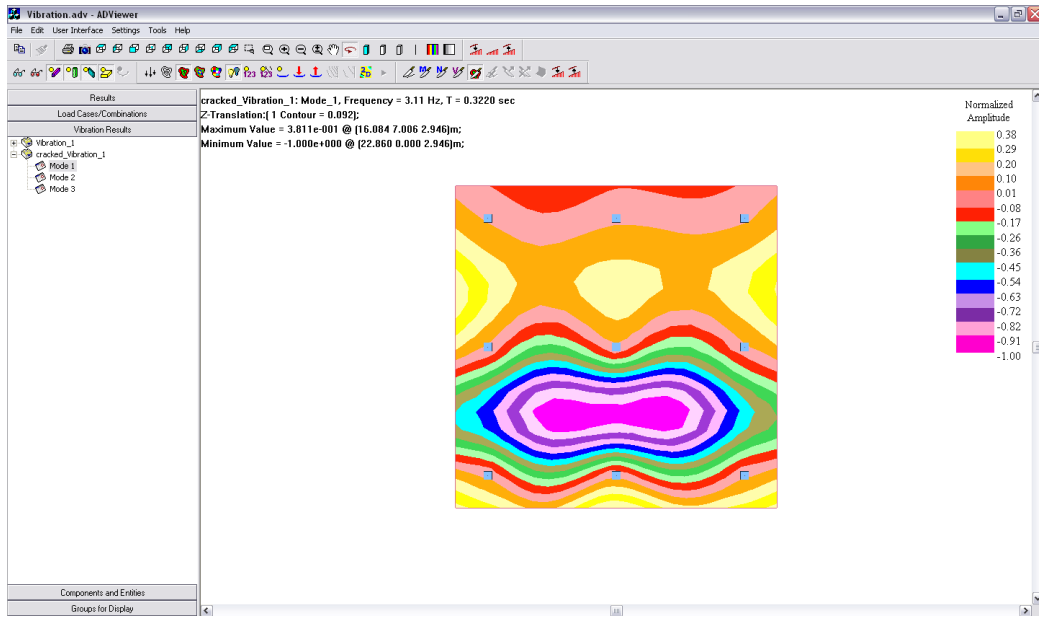 Vibration.adv - ADViewer
File Edit User Interface Settings Tools Help
Results
Load Cases/Combinations
Vibration Results
Vibration_1
cracked_Vibration_1
Mode 1
Mode 2
Mode 3
Components and Entities
Groups for Display
cracked_Vibration_1: Mode_1, Frequency = 3.11 Hz, T = 0.3220 sec
Z-Translation:[ 1 Contour = 0.092];
Maximum Value = 3.811e-001 @ [16.084 7.006 2.946]m;
Minimum Value = -1.000e+000 @ [22.860 0.000 2.946]m;
Normalized
Amplitude
0.38
0.29
0.20
0.10
0.01
-0.08
-0.17
-0.26
-0.36
-0.45
-0.54
-0.63
-0.72
-0.82
-0.91
-1.00